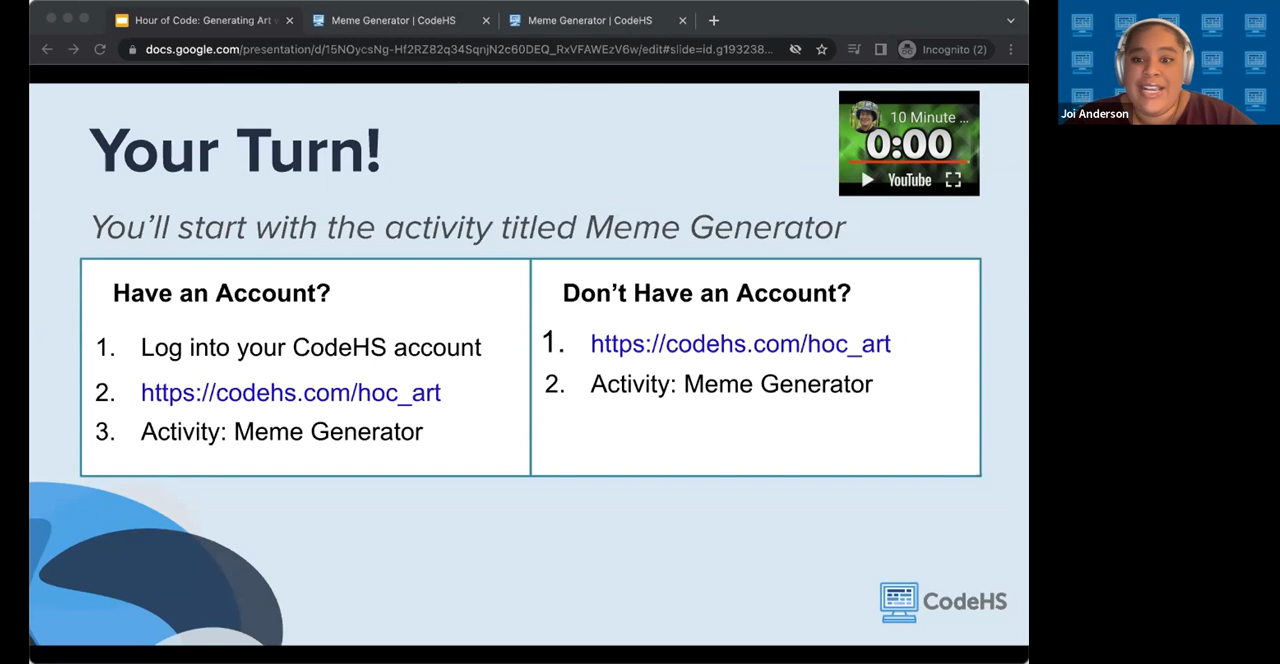 Hour of Code: Generating Art
Meme Generator | CodeHS
Meme Generator | CodeHS
docs.google.com/presentation/d/15NOycsNg-Hf2RZ82q34SqnjN2c60DEQ_RxVFAWEzV6w/edit#slide=id.g193238...
Incognito (2)
Joi Anderson
Your Turn!
10 Minute ...
0:00
YouTube
You'll start with the activity titled Meme Generator
Have an Account?
1. Log into your CodeHS account
2. https://codehs.com/hoc_art
3. Activity: Meme Generator
Don't Have an Account?
1. https://codehs.com/hoc_art
2. Activity: Meme Generator
CodeHS